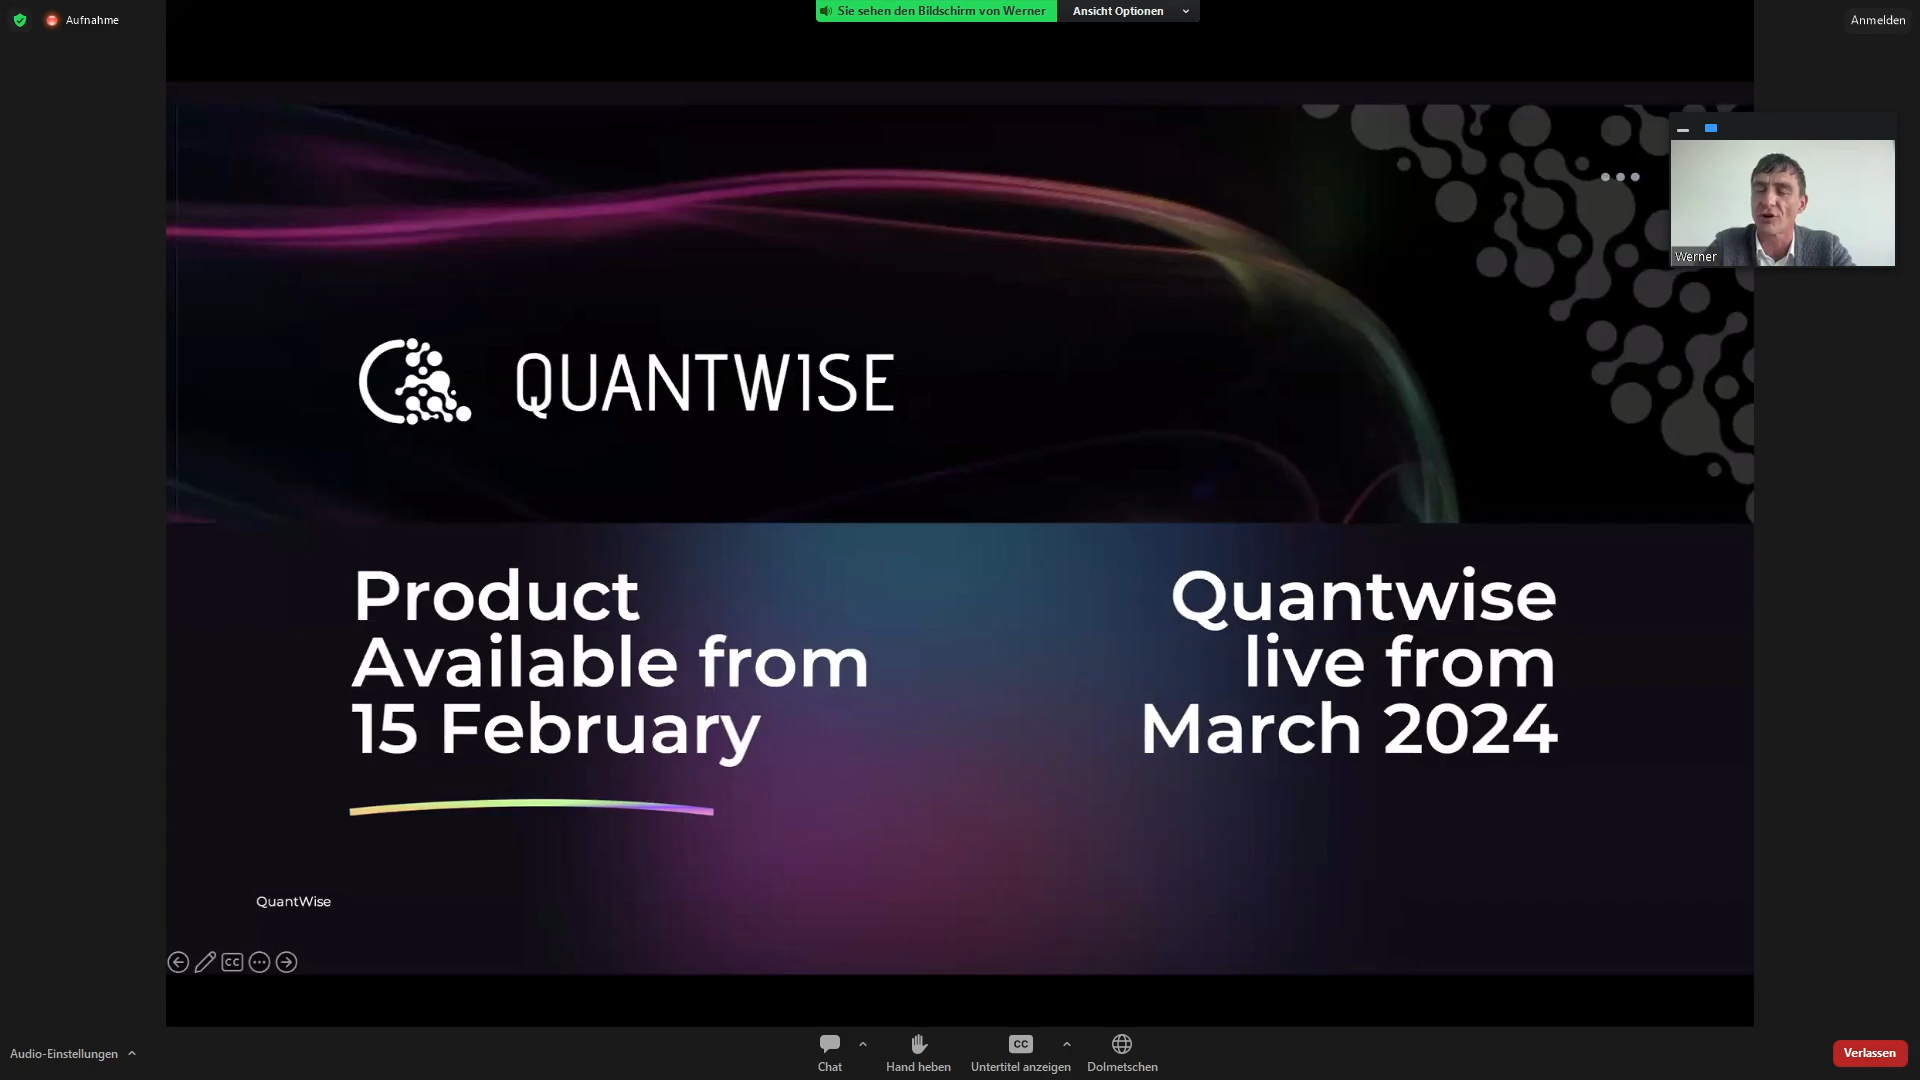 Aufnahme
Sie sehen den Bildschirm von Werner
Ansicht Optionen
Anmelden
Werner
QUANTWISE
Product
Available from
15 February
Quantwise
live from
March 2024
QuantWise
CC
Audio-Einstellungen
Chat
Hand heben
CC
Untertitel anzeigen
Dolmetschen
Verlassen